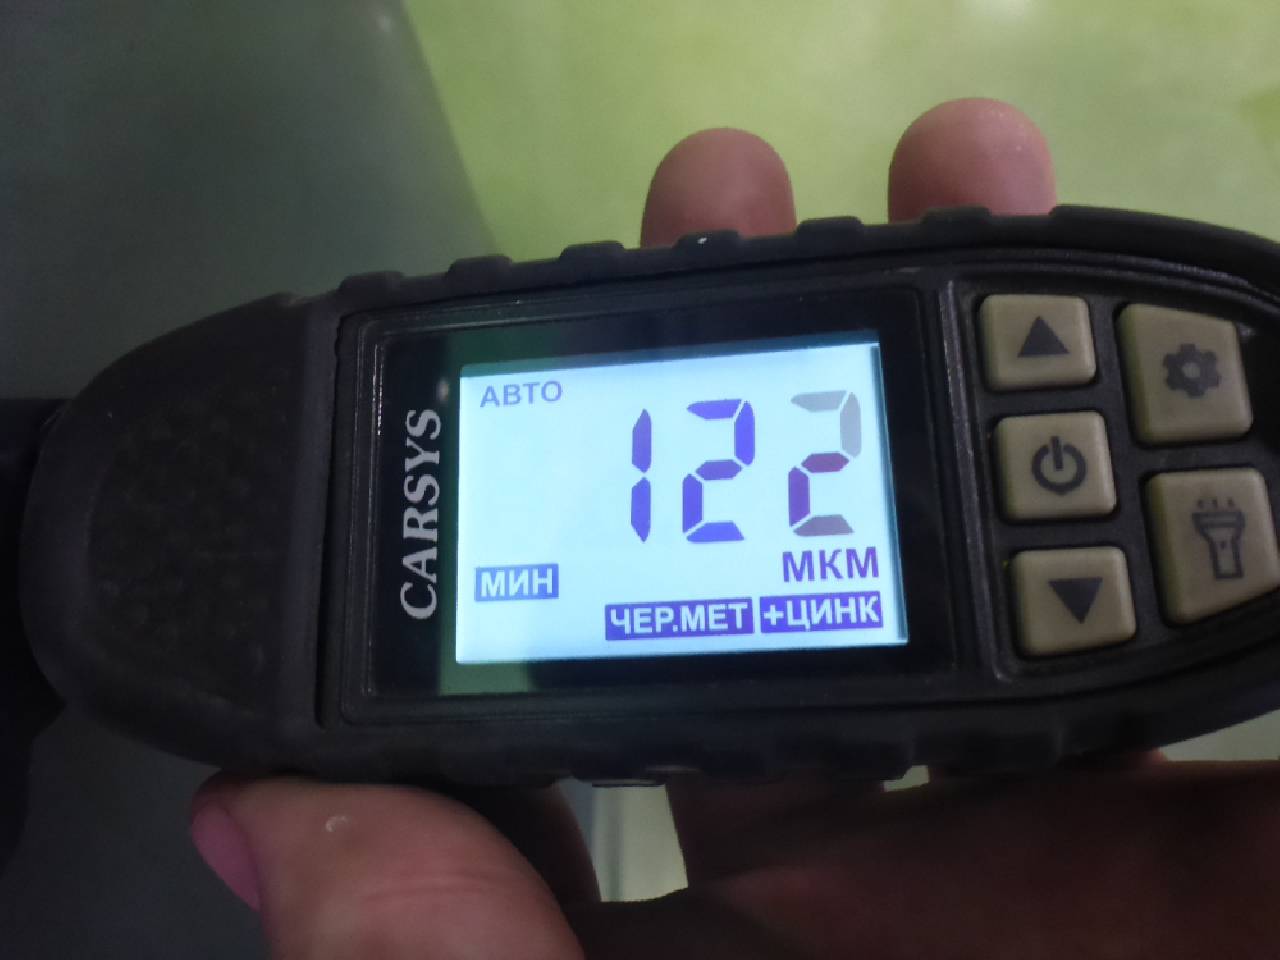 CARSYS
АВТО
122
МКМ
МИН
ЧЕР.МЕТ +ЦИНК